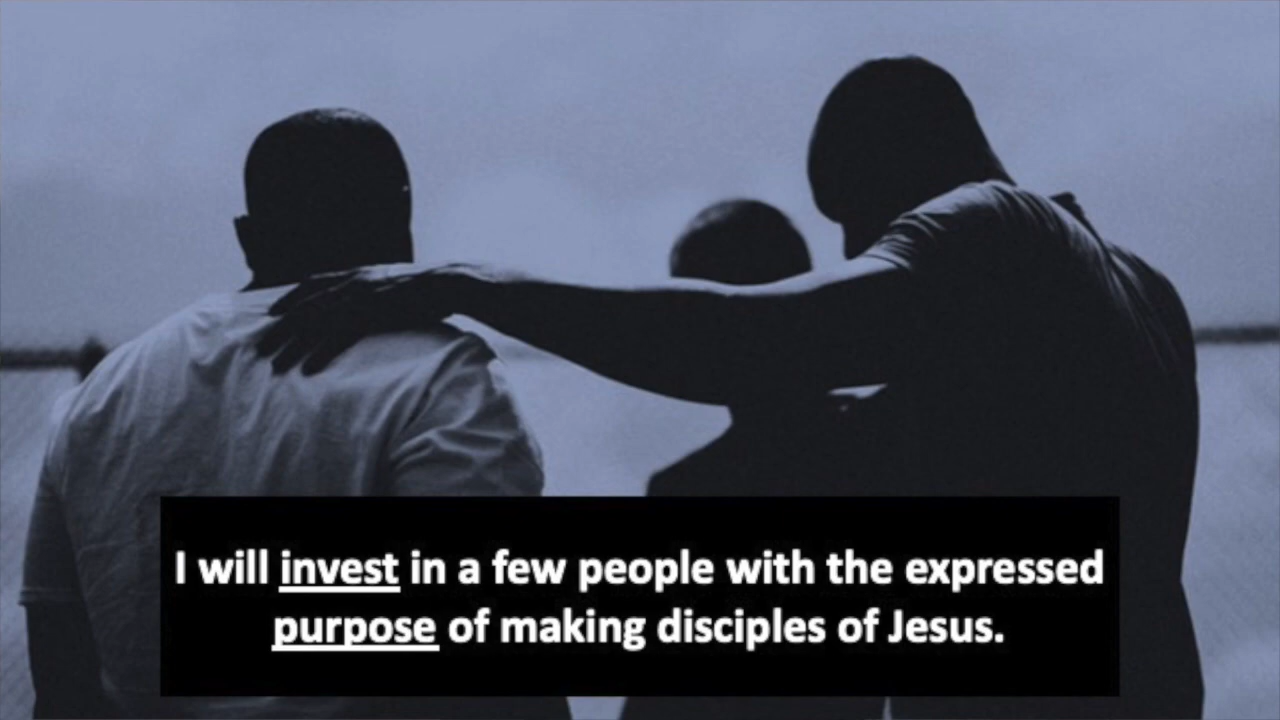 I will invest in a few people with the expressed
purpose of making disciples of Jesus.